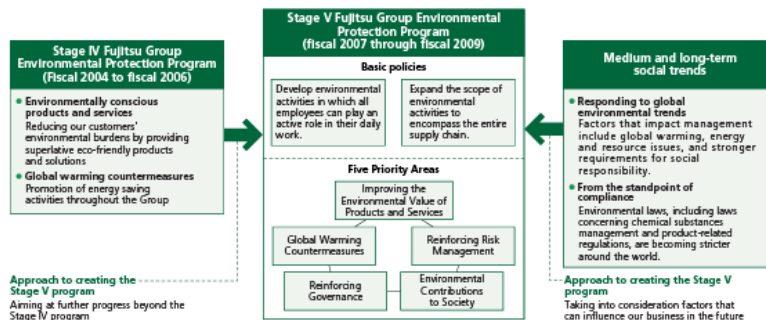 Stage IV Fujitsu Group
Environmental Protection Program
(Fiscal 2004 to fiscal 2006)
● Environmentally conscious
products and services
Reducing our customers'
environmental burdens by providing
superlative eco-friendly products
and solutions
● Global warming countermeasures
Promotion of energy saving
activities throughout the Group
Approach to creating the
Stage V program
Aiming at further progress beyond the
Stage IV program
Stage V Fujitsu Group Environmental
Protection Program
(fiscal 2007 through fiscal 2009)
Basic policies
Develop environmental
activities in which all
employees can play an
active role in their daily
work.
Expand the scope of
environmental
activities to
encompass the entire
supply chain.
Five Priority Areas
Improving the
Environmental Value of
Products and Services
Global Warming
Countermeasures
Reinforcing Risk
Management
Reinforcing
Governance
Environmental
Contributions
to Society
Medium and long-term
social trends
● Responding to global
environmental trends
Factors that impact management
include global warming, energy
and resource issues, and stronger
requirements for social
responsibility.
● From the standpoint of
compliance
Environmental laws, including laws
concerning chemical substances
management and product-related
regulations, are becoming stricter
around the world.
Approach to creating the Stage V
program
Taking into consideration factors that
can influence our business in the future